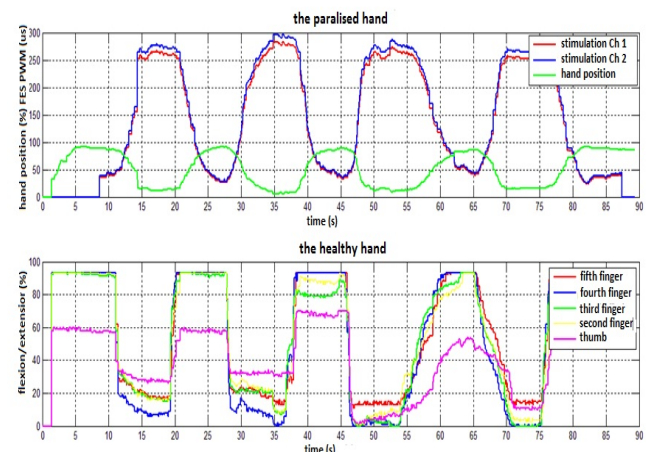 the paralised hand
hand position (%) FES PWM (us)
300
250
200
150
100
50
0
stimulation Ch 1
stimulation Ch 2
hand position
0 5 10 15 20 25 30 35 40 45 50 55 60 65 70 75 80 85 90
time (s)
the healthy hand
flexion/extensior (%)
100
80
60
40
20
0
fifth finger
fourth finger
third finger
second finger
thumb
0 10 20 30 35 40 45 50 55 60 65 70 75 80 85 90
time (s)